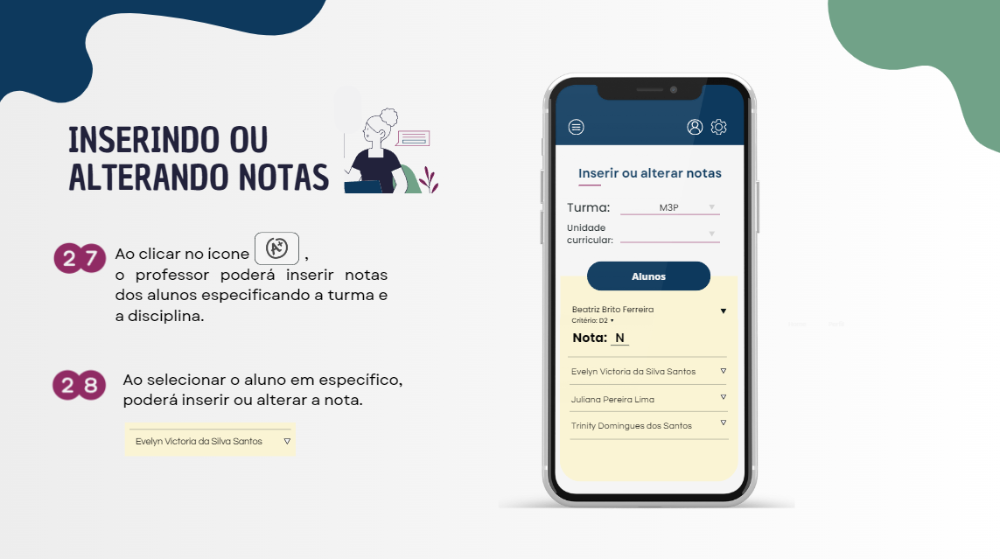 INSERINDO OU
ALTERANDO NOTAS
27
Ao clicar no ícone A+ ,
o professor poderá inserir notas
dos alunos especificando a turma e
a disciplina.
28
Ao selecionar o aluno em específico,
poderá inserir ou alterar a nota.
Evelyn Victoria da Silva Santos
Inserir ou alterar notas
Turma: M3P
Unidade
curricular:
Alunos
Beatriz Brito Ferreira
Critério: D2
Nota: N
Evelyn Victoria da Silva Santos
Juliana Pereira Lima
Trinity Domingues dos Santos